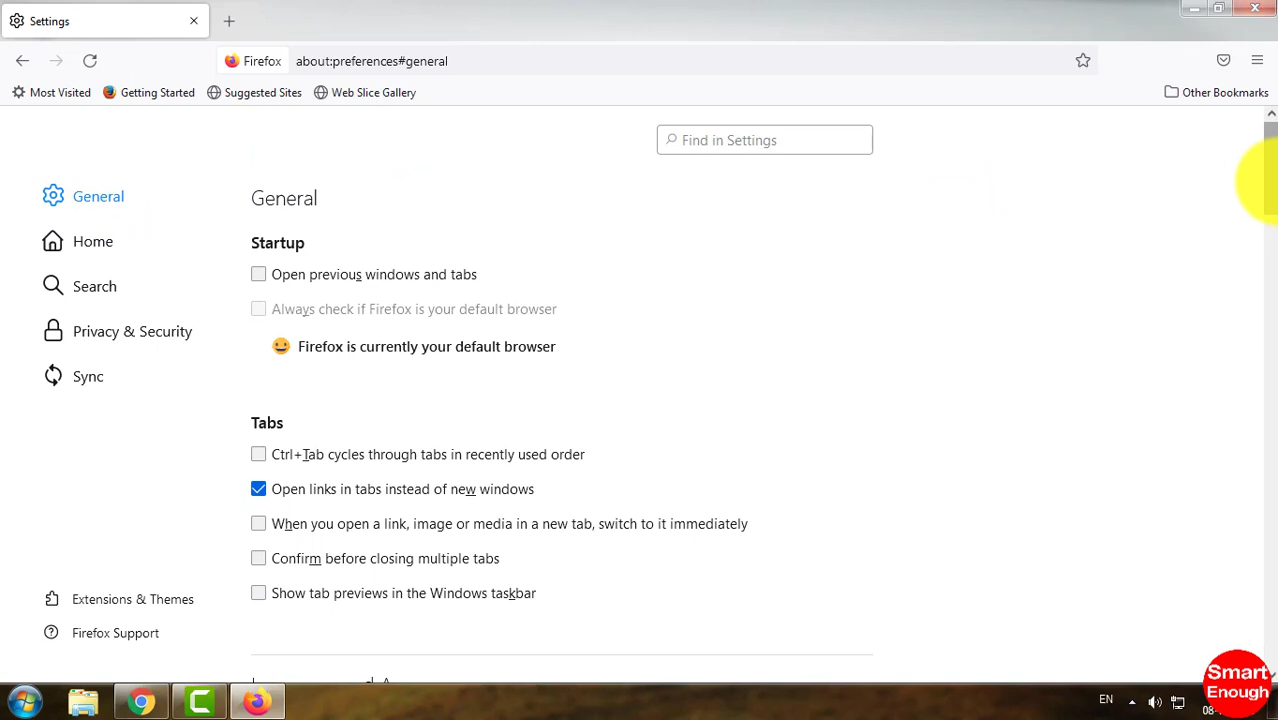 Settings
Firefox about:preferences#general
Most Visited Getting Started Suggested Sites Web Slice Gallery Other Bookmarks
Find in Settings
General
Home
Search
Privacy & Security
Sync
Extensions & Themes
Firefox Support
General
Startup
Open previous windows and tabs
Always check if Firefox is your default browser
Firefox is currently your default browser
Tabs
Ctrl+Tab cycles through tabs in recently used order
Open links in tabs instead of new windows
When you open a link, image or media in a new tab, switch to it immediately
Confirm before closing multiple tabs
Show tab previews in the Windows taskbar
EN
Smart
Enough